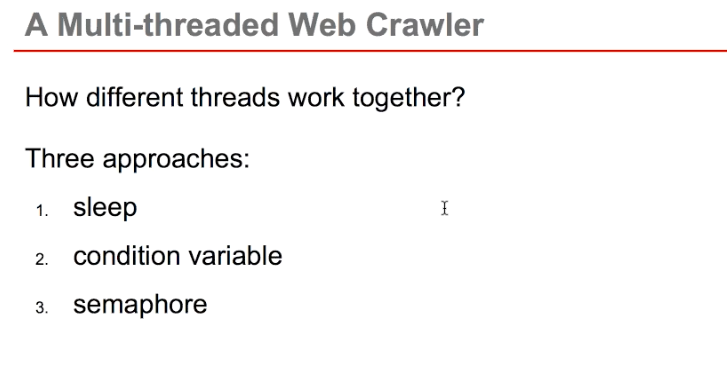 A Multi-threaded Web Crawler
How different threads work together?
Three approaches:
1. sleep
2. condition variable
3. semaphore